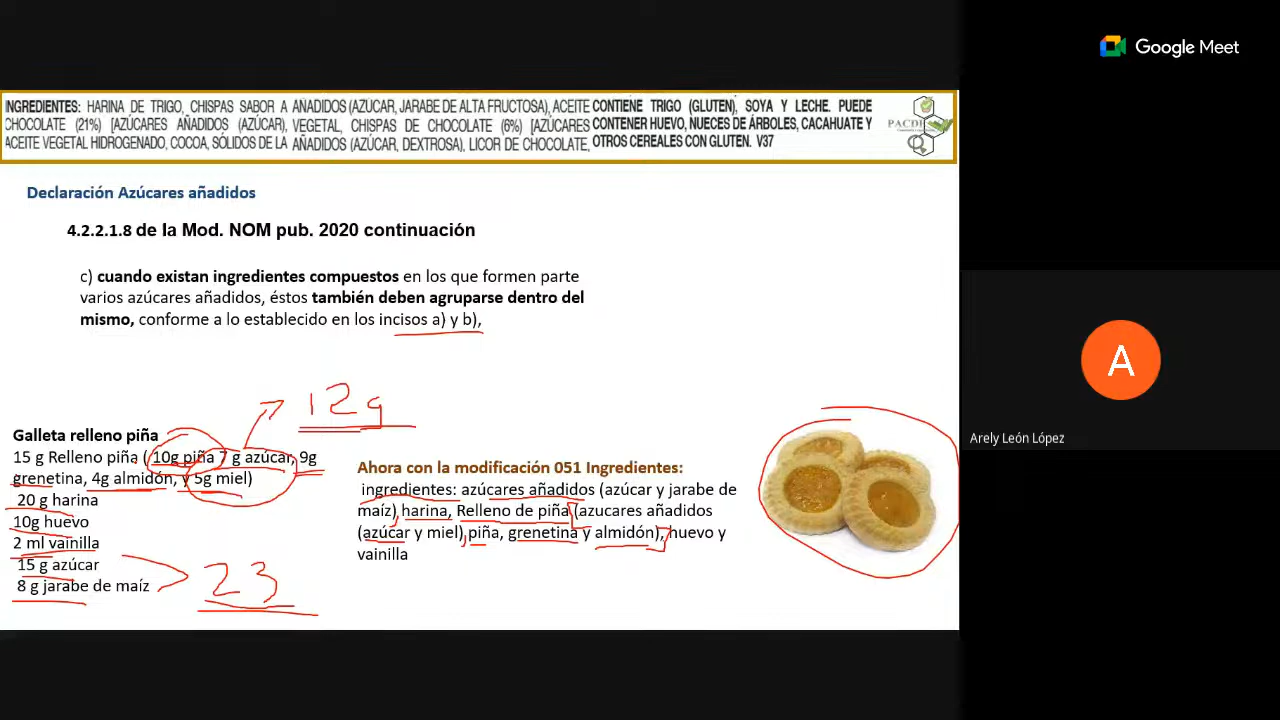 Google Meet
INGREDIENTES: HARINA DE TRIGO, CHISPAS SABOR A
CHOCOLATE (21%) [AZÚCARES AÑADIDOS (AZÚCAR),
ACEITE VEGETAL HIDROGENADO, COCOA, SÓLIDOS DE LA
AÑADIDOS (AZÚCAR, JARABE DE ALTA FRUCTOSA), ACEITE
VEGETAL, CHISPAS DE CHOCOLATE (6%) [AZÚCARES
AÑADIDOS (AZÚCAR, DEXTROSA), LICOR DE CHOCOLATE,
CONTIENE TRIGO (GLUTEN), SOYA Y LECHE. PUEDE
CONTENER HUEVO, NUECES DE ÁRBOLES, CACAHUATE Y
OTROS CEREALES CON GLUTEN. V37
Declaración Azúcares añadidos
4.2.2.1.8 de la Mod. NOM pub. 2020 continuación
c) cuando existan ingredientes compuestos en los que formen parte
varios azúcares añadidos, éstos también deben agruparse dentro del
mismo, conforme a lo establecido en los incisos a) y b),
12g
Galleta relleno piña
15 g Relleno piña ( 10g piña 7 g azúcar, 9g
grenetina, 4g almidón, y 5g miel)
20 g harina
10g huevo
2 ml vainilla
15 g azúcar
8 g jarabe de maíz
23
Ahora con la modificación 051 Ingredientes:
ingredientes: azúcares añadidos (azúcar y jarabe de
maíz), harina, Relleno de piña [(azucares añadidos
(azúcar y miel), piña, grenetina y almidón),] huevo y
vainilla
A
Arely León López